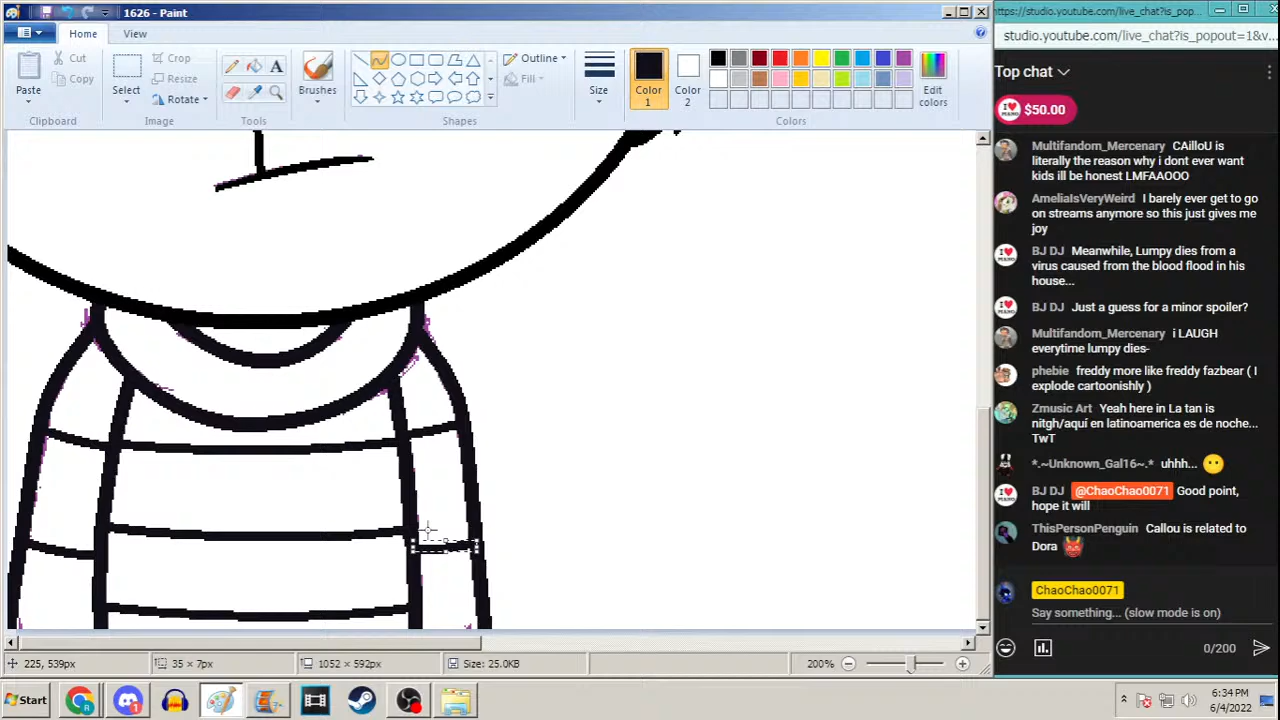 1626 - Paint
Home
View
Paste
Cut
Copy
Clipboard
Select
Crop
Resize
Rotate
Image
Tools
Brushes
Outline
Fill
Shapes
Size
Color
1
Color
2
Edit
colors
Colors
225, 539px
35 × 7px
1052 × 592px
Size: 25.0KB
200%
Start
6:34 PM
6/4/2022
https://studio.youtube.com/live_chat?is_pop...
studio.youtube.com/live_chat?is_popout=1&v...
Top chat
I
PIANO
$50.00
Multifandom_Mercenary CAilloU is
literally the reason why i dont ever want
kids ill be honest LMFAAOOO
AmeliaIsVeryWeird I barely ever get to go
on streams anymore so this just gives me
joy
BJ DJ Meanwhile, Lumpy dies from a
virus caused from the blood flood in his
house...
BJ DJ Just a guess for a minor spoiler?
Multifandom_Mercenary i LAUGH
everytime lumpy dies-
phebie freddy more like freddy fazbear ( I
explode cartoonishly )
Zmusic Art Yeah here in La tan is
nitgh/aquí en latinoamerica es de noche...
TwT
*.~Unknown_Gal16~.* uhhh... 😶
BJ DJ @ChaoChao0071 Good point,
hope it will
ThisPersonPenguin Callou is related to
Dora 👹
ChaoChao0071
Say something... (slow mode is on)
0/200